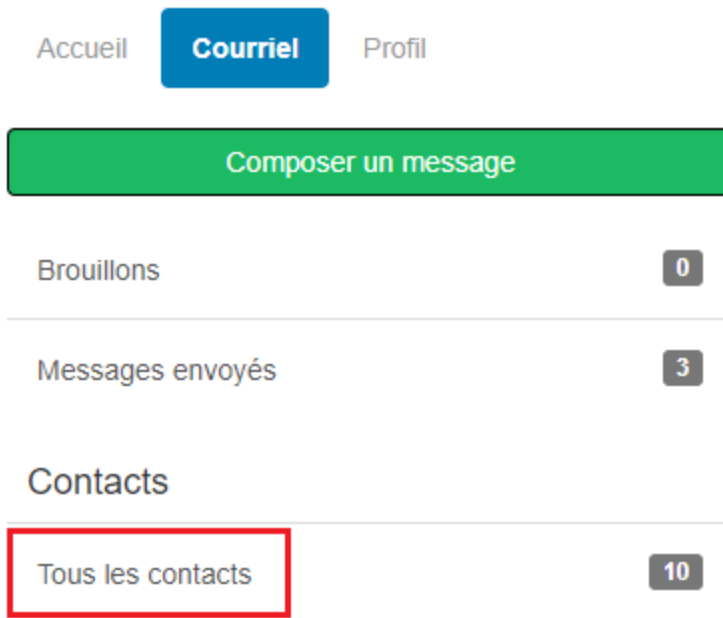 Accueil Courriel Profil
Composer un message
Brouillons 0
Messages envoyés 3
Contacts
Tous les contacts 10